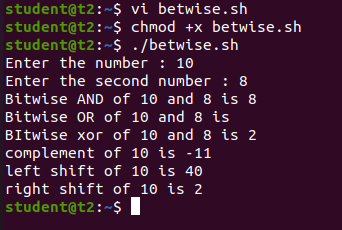 student@t2:~$ vi betwise.sh
student@t2:~$ chmod +x betwise.sh
student@t2:~$ ./betwise.sh
Enter the number : 10
Enter the second number : 8
Bitwise AND of 10 and 8 is 8
Bitwise OR of 10 and 8 is
BItwise xor of 10 and 8 is 2
complement of 10 is -11
left shift of 10 is 40
right shift of 10 is 2
student@t2:~$